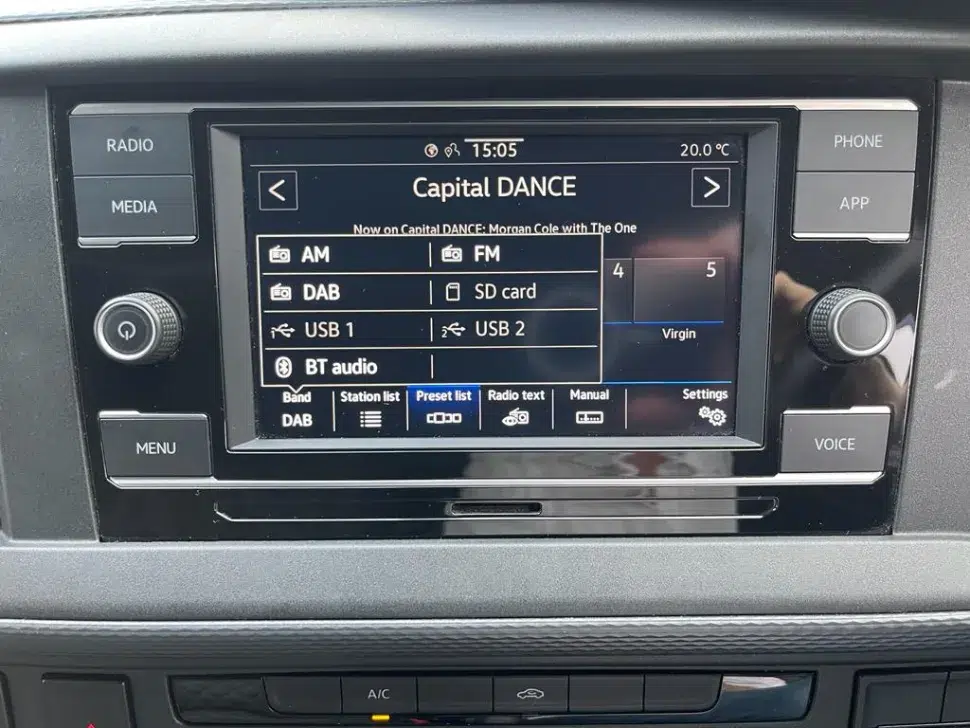 RADIO
MEDIA
MENU
15:05
20.0 °C
<
Capital DANCE
>
Now on Capital DANCE: Morgan Cole with The One
AM
FM
DAB
SD card
1 USB 1
2 USB 2
BT audio
4
5
Virgin
Band
DAB
Station list
Preset list
Radio text
Manual
Settings
PHONE
APP
VOICE
A/C